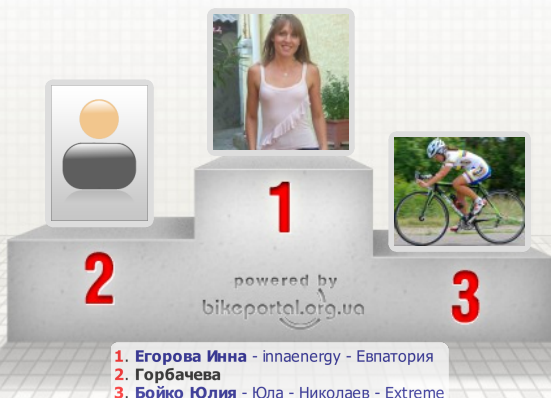 1
2
3
powered by
bikeportal.org.ua
1. Егорова Инна - innaenergy - Евпатория
2. Горбачева
3. Бойко Юлия - Юла - Николаев - Extreme